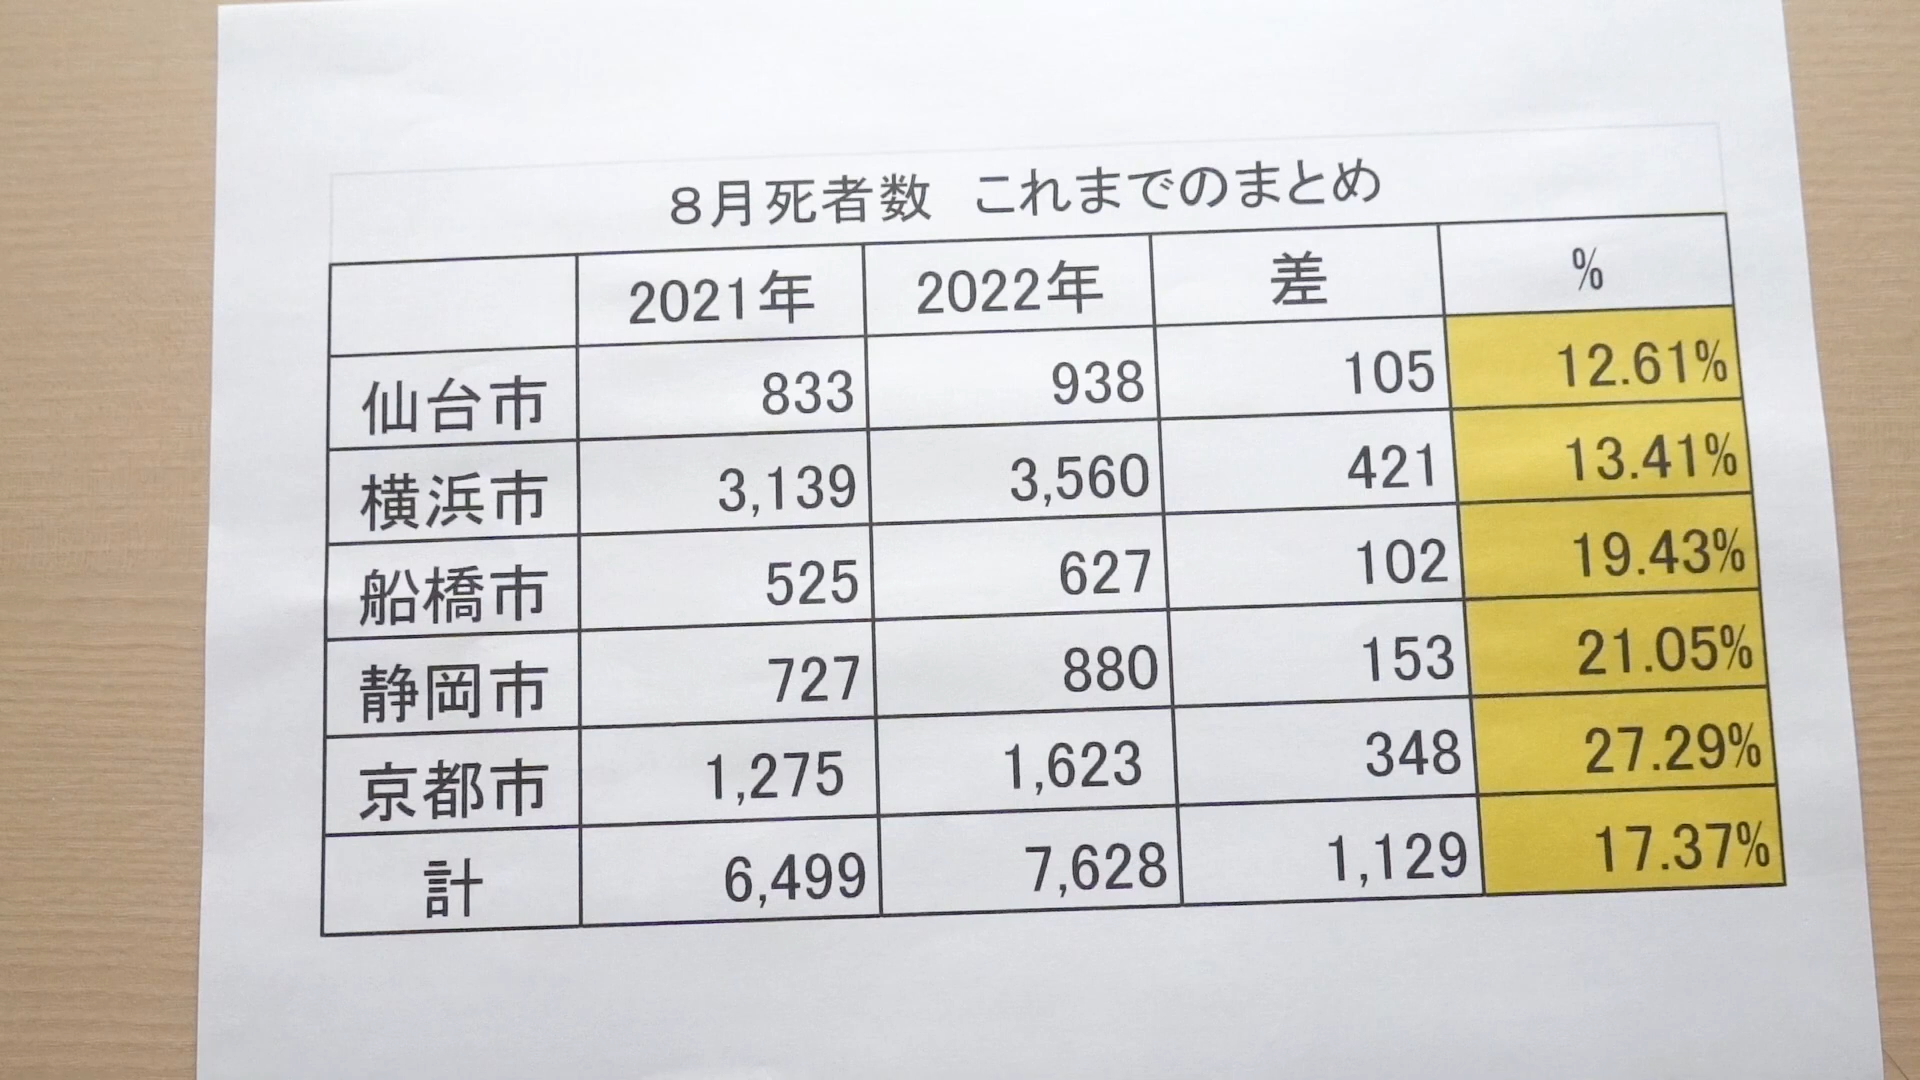 8月死者数　これまでのまとめ
2021年 2022年 差 %
仙台市 833 938 105 12.61%
横浜市 3,139 3,560 421 13.41%
船橋市 525 627 102 19.43%
静岡市 727 880 153 21.05%
京都市 1,275 1,623 348 27.29%
計 6,499 7,628 1,129 17.37%